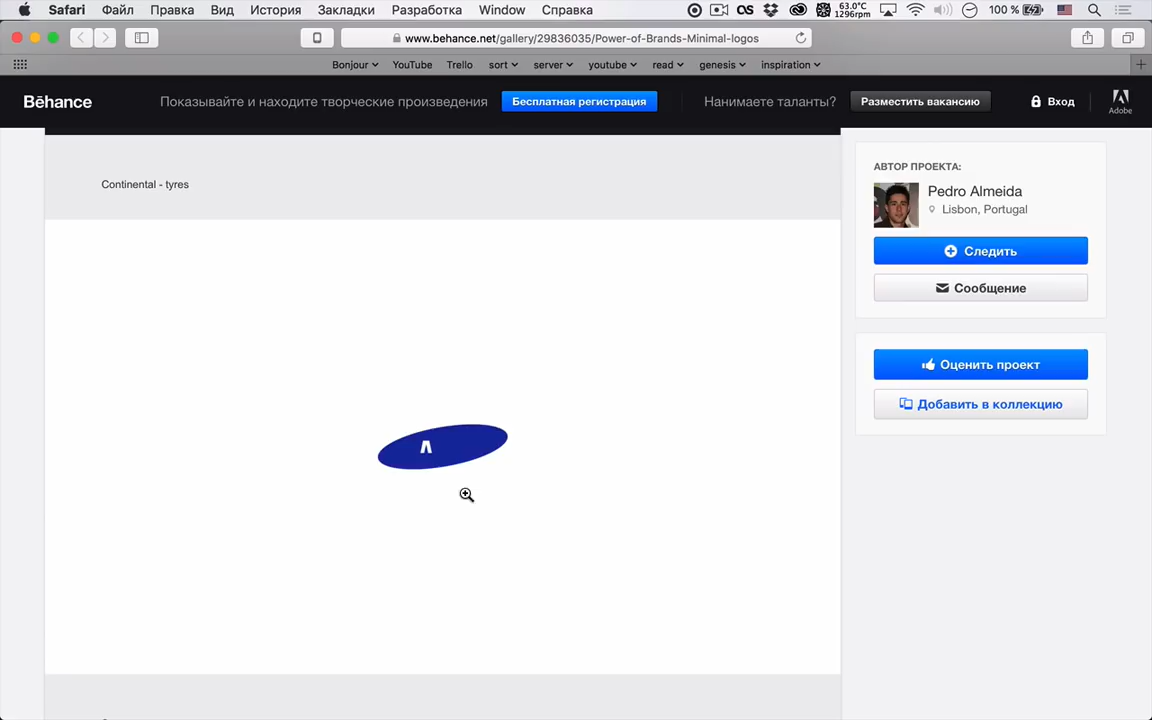 Safari Файл Правка Вид История Закладки Разработка Window Справка 63.0°C 1296rpm 100 %
www.behance.net/gallery/29836035/Power-of-Brands-Minimal-logos
Bonjour YouTube Trello sort server youtube read genesis inspiration
Bēhance Показывайте и находите творческие произведения Бесплатная регистрация Нанимаете таланты? Разместить вакансию Вход Adobe
Continental - tyres
АВТОР ПРОЕКТА:
Pedro Almeida
Lisbon, Portugal
Следить
Сообщение
Оценить проект
Добавить в коллекцию